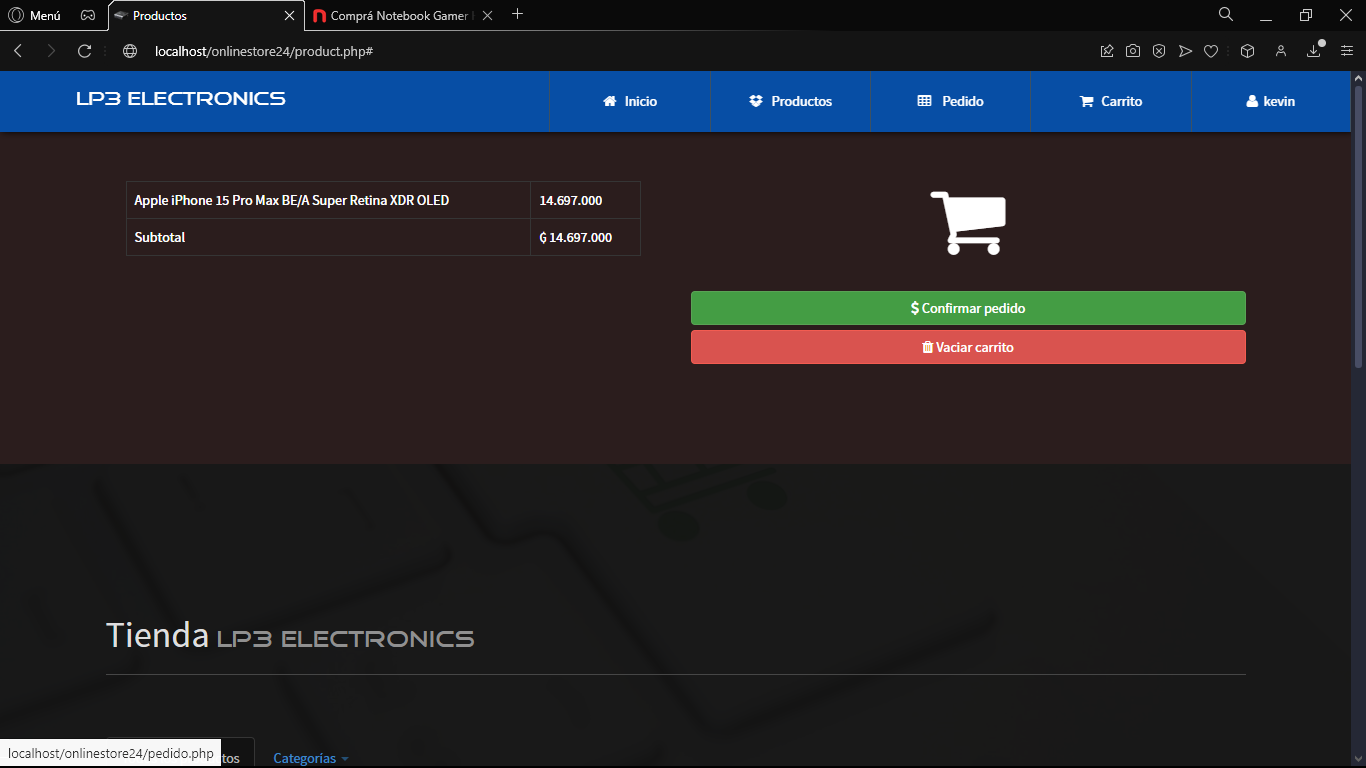 Menú
Productos
Comprá Notebook Gamer
localhost/onlinestore24/product.php#
LP3 ELECTRONICS
Inicio
Productos
Pedido
Carrito
kevin
Apple iPhone 15 Pro Max BE/A Super Retina XDR OLED 14.697.000
Subtotal ₲ 14.697.000
$ Confirmar pedido
Vaciar carrito
Tienda LP3 ELECTRONICS
localhost/onlinestore24/pedido.php
tos
Categorías